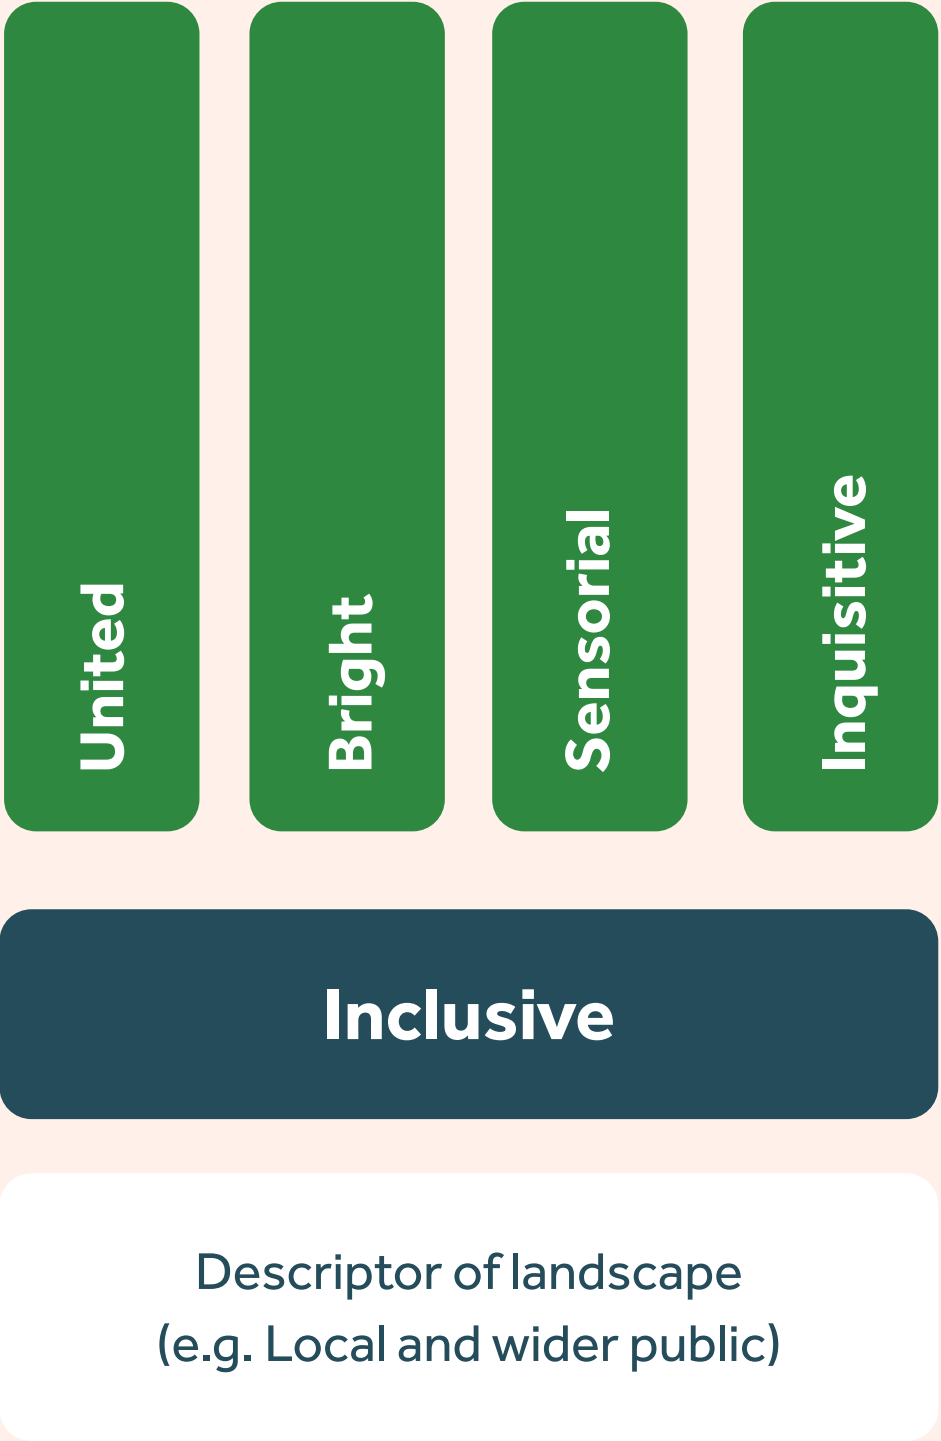 United
Bright
Sensorial
Inquisitive
Inclusive
Descriptor of landscape
(e.g. Local and wider public)